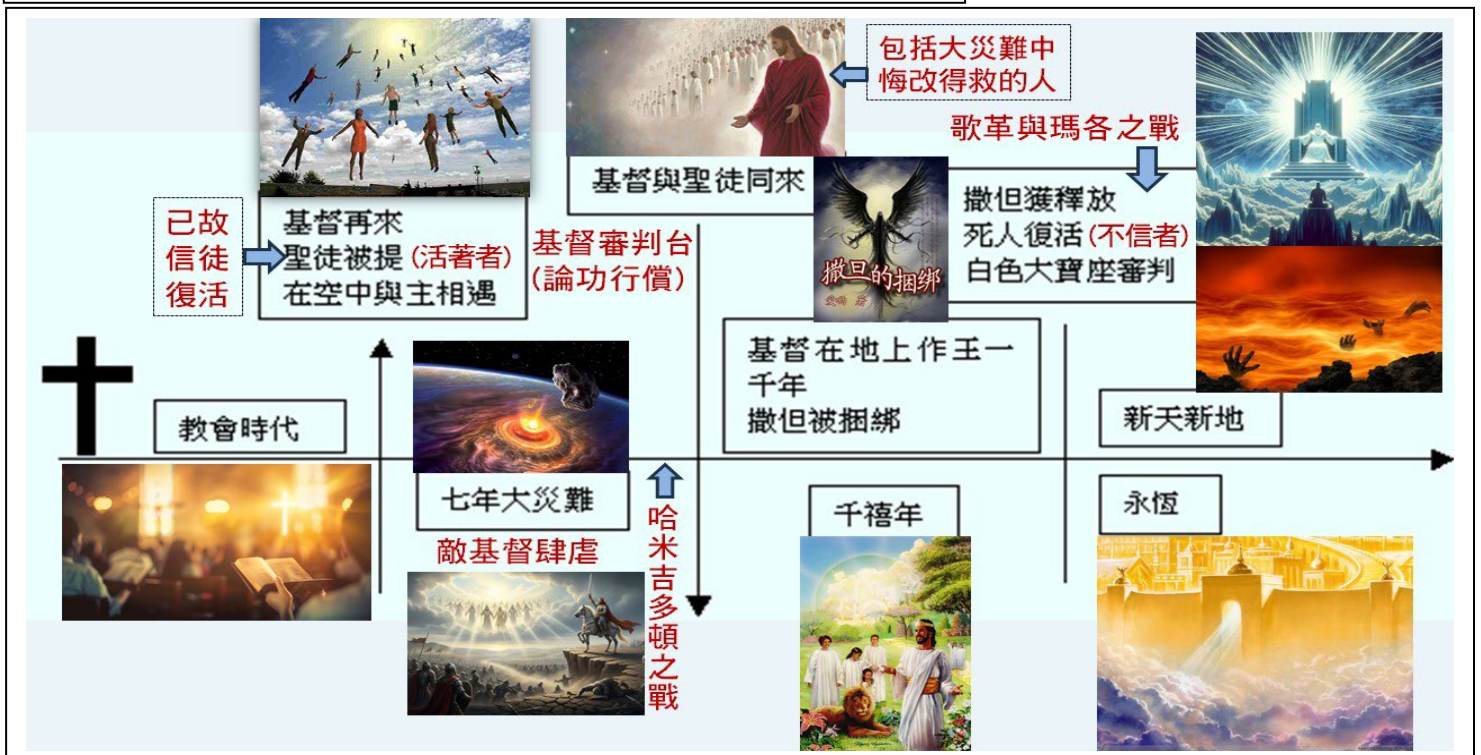 包括大災難中
悔改得救的人
歌革與瑪各之戰
基督與聖徒同來
撒但獲釋放
死人復活(不信者)
白色大寶座審判
已故
信徒
復活
基督再來
聖徒被提(活著者)
在空中與主相遇
基督審判台
(論功行償)
撒旦的捆绑
著
基督在地上作王一
千年
撒但被捆綁
教會時代
新天新地
七年大災難
敵基督肆虐
哈米吉多頓之戰
千禧年
永恆